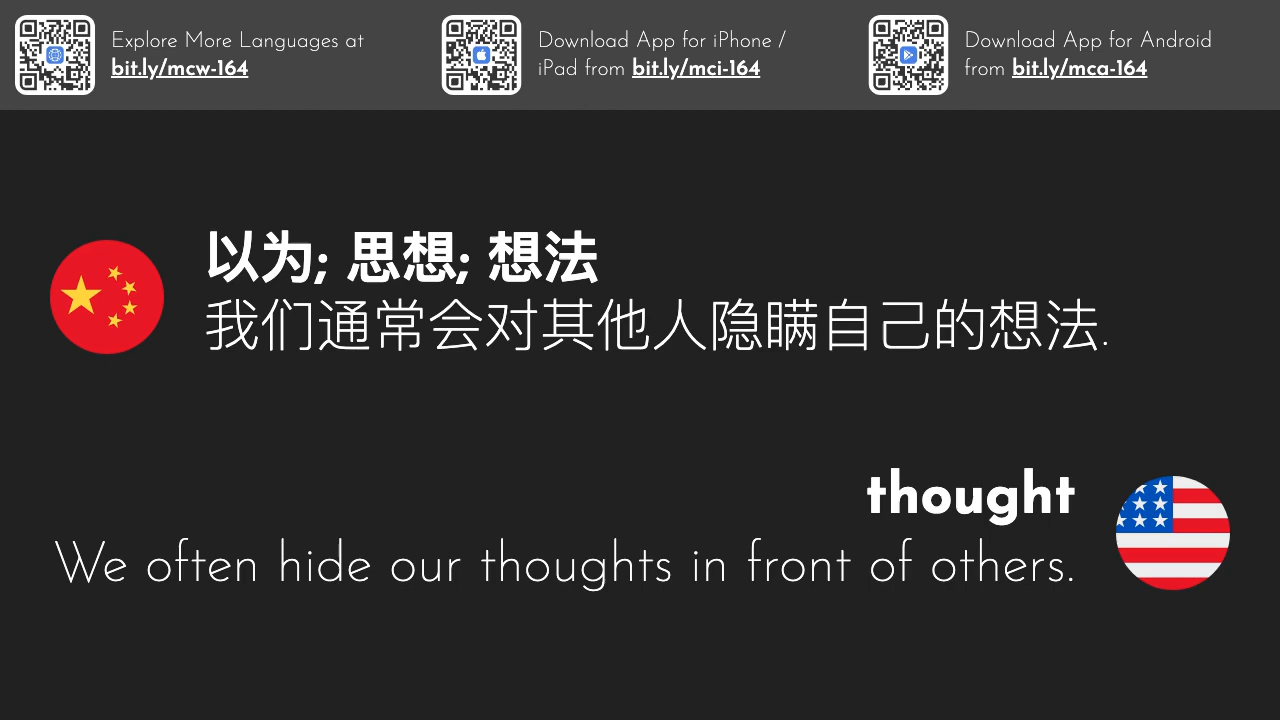 Explore More Languages at
bit.ly/mcw-164
Download App for iPhone /
iPad from bit.ly/mci-164
Download App for Android
from bit.ly/mca-164
以为; 思想; 想法
我们通常会对其他人隐瞒自己的想法.
thought
We often hide our thoughts in front of others.